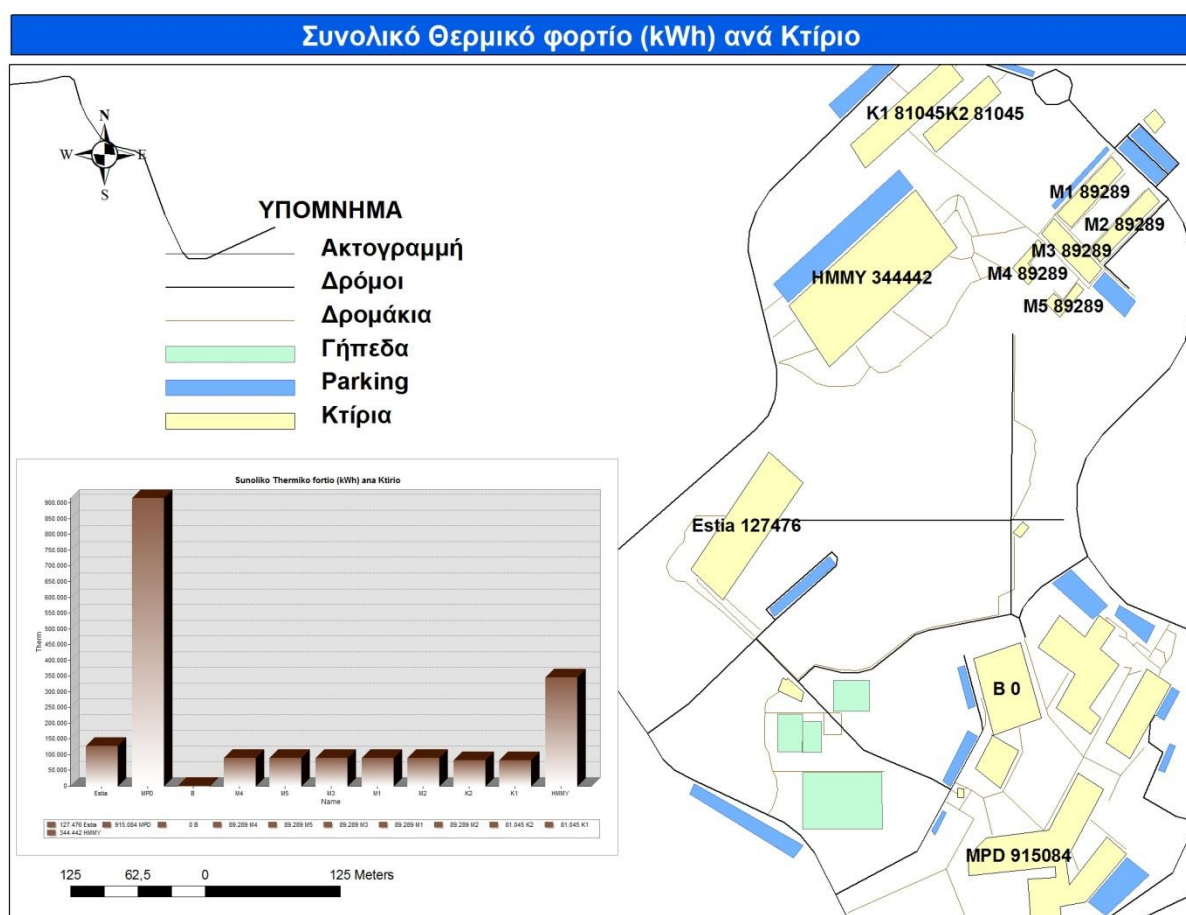 Συνολικό Θερμικό φορτίο (kWh) ανά Κτίριο
N
W E
S
ΥΠΟΜΝΗΜΑ
Ακτογραμμή
Δρόμοι
Δρομάκια
Γήπεδα
Parking
Κτίρια
K1 81045
K2 81045
M1 89289
M2 89289
M3 89289
M4 89289
M5 89289
HMMY 344442
Estia 127476
B 0
MPD 915084
Sunoliko Thermiko fortio (kWh) ana Ktirio
900.000
850.000
800.000
750.000
700.000
650.000
600.000
550.000
500.000
450.000
400.000
350.000
300.000
250.000
200.000
150.000
100.000
50.000
0
Therm
Estia MPD B M4 M5 M3 M1 M2 K2 K1 HMMY
Name
127.476 Estia 915.084 MPD 0 B 89.289 M4 89.289 M5 89.289 M3 89.289 M1 89.289 M2 81.045 K2 81.045 K1
344.442 HMMY
125 62,5 0 125 Meters